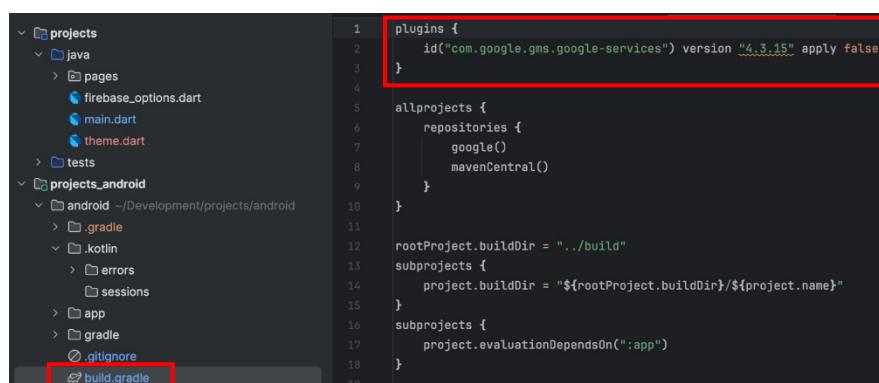 projects
java
pages
firebase_options.dart
main.dart
theme.dart
tests
projects_android
android ~/Development/projects/android
.gradle
.kotlin
errors
sessions
app
gradle
.gitignore
build.gradle
1 plugins {
2 id("com.google.gms.google-services") version "4.3.15" apply false
3 }
4
5 allprojects {
6 repositories {
7 google()
8 mavenCentral()
9 }
10 }
11
12 rootProject.buildDir = "../build"
13 subprojects {
14 project.buildDir = "${rootProject.buildDir}/${project.name}"
15 }
16 subprojects {
17 project.evaluationDependsOn(":app")
18 }